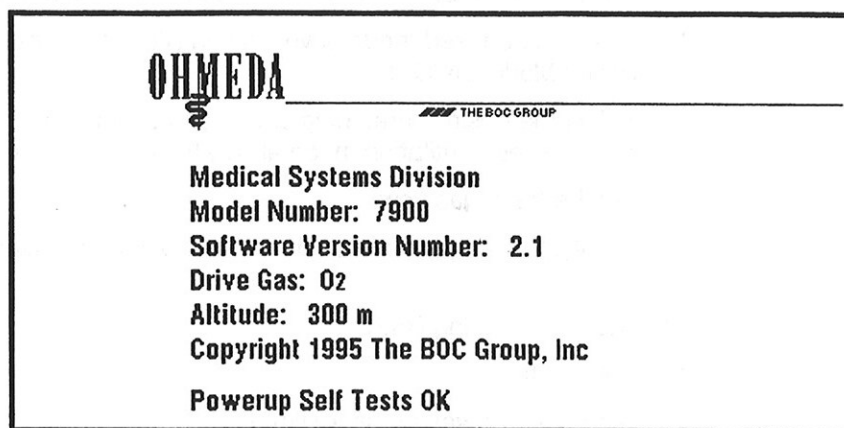 OHMEDA
THE BOC GROUP
Medical Systems Division
Model Number: 7900
Software Version Number: 2.1
Drive Gas: O2
Altitude: 300 m
Copyright 1995 The BOC Group, Inc
Powerup Self Tests OK